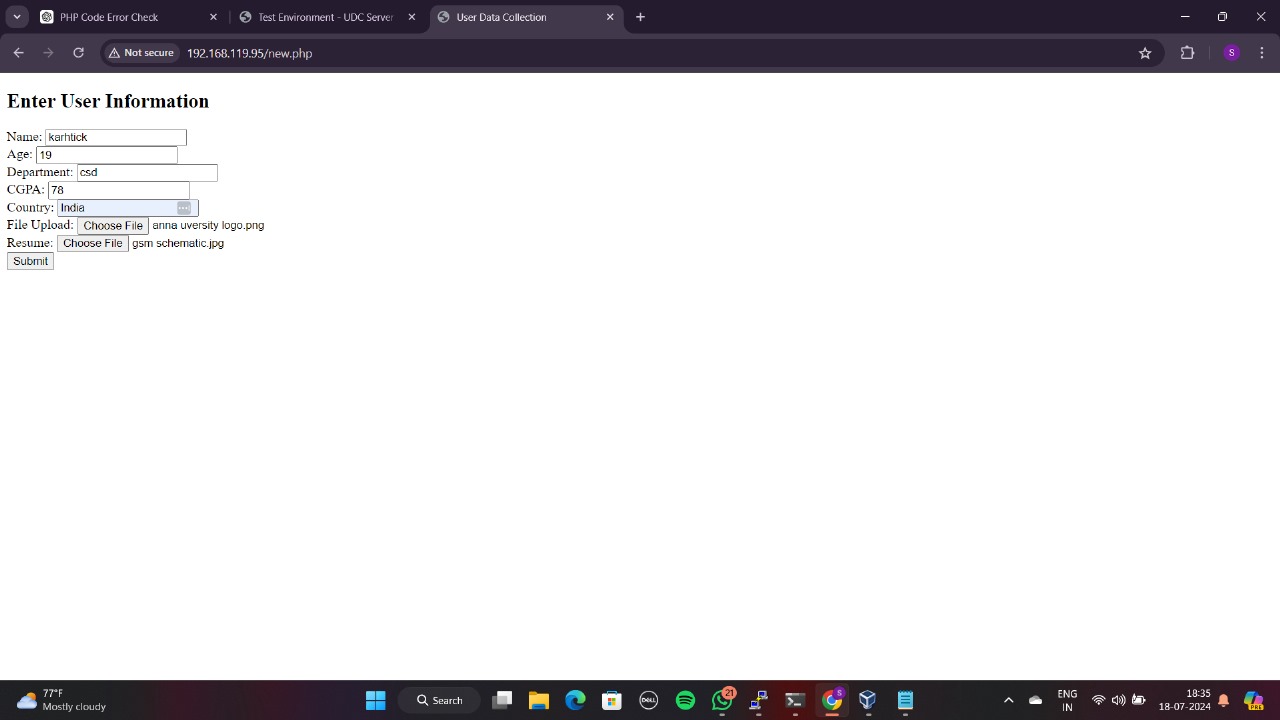 PHP Code Error Check
Test Environment - UDC Server
User Data Collection
Not secure
192.168.119.95/new.php
S
Enter User Information
Name: karhtick
Age: 19
Department: csd
CGPA: 78
Country: India
File Upload: Choose File anna uversity logo.png
Resume: Choose File gsm schematic.jpg
Submit
77°F
Mostly cloudy
Search
DELL
21
S
ENG
IN
18:35
18-07-2024
PRE